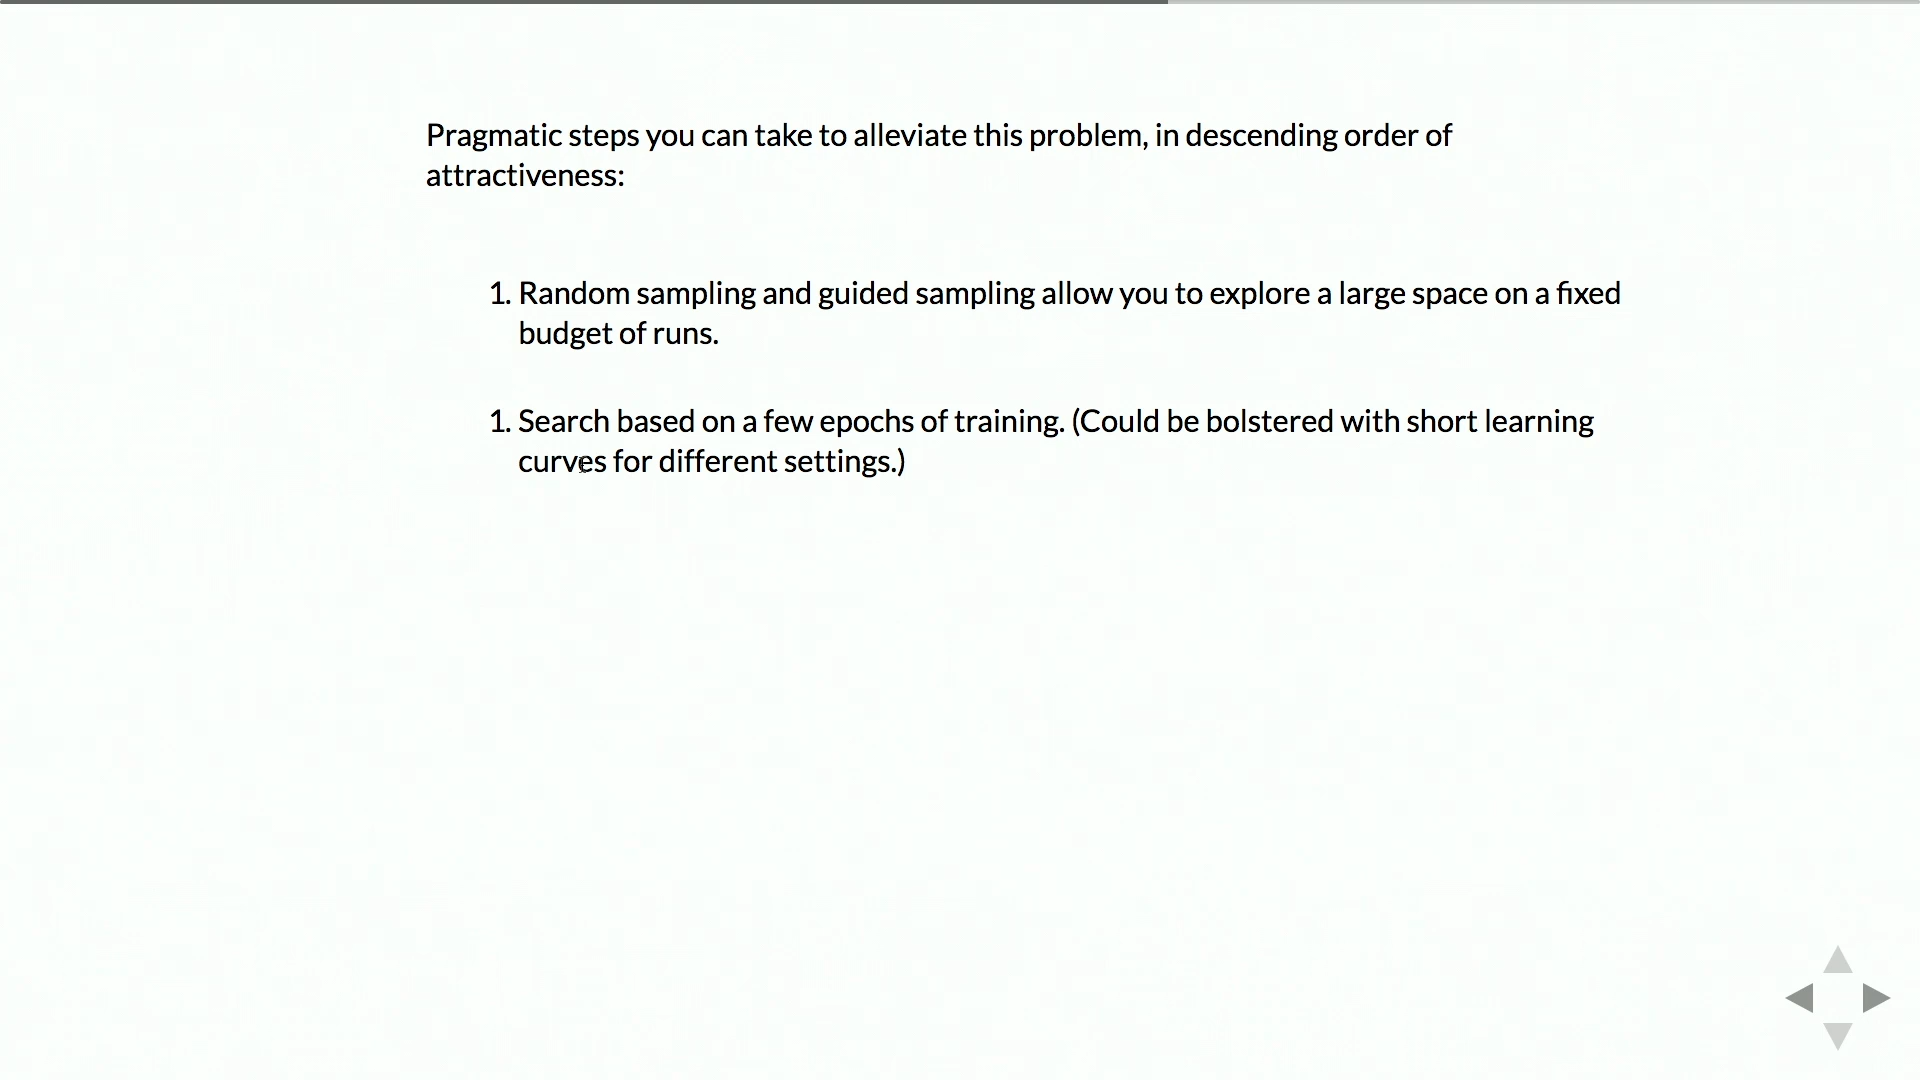 Pragmatic steps you can take to alleviate this problem, in descending order of
attractiveness:
1. Random sampling and guided sampling allow you to explore a large space on a fixed
budget of runs.
1. Search based on a few epochs of training. (Could be bolstered with short learning
curves for different settings.)